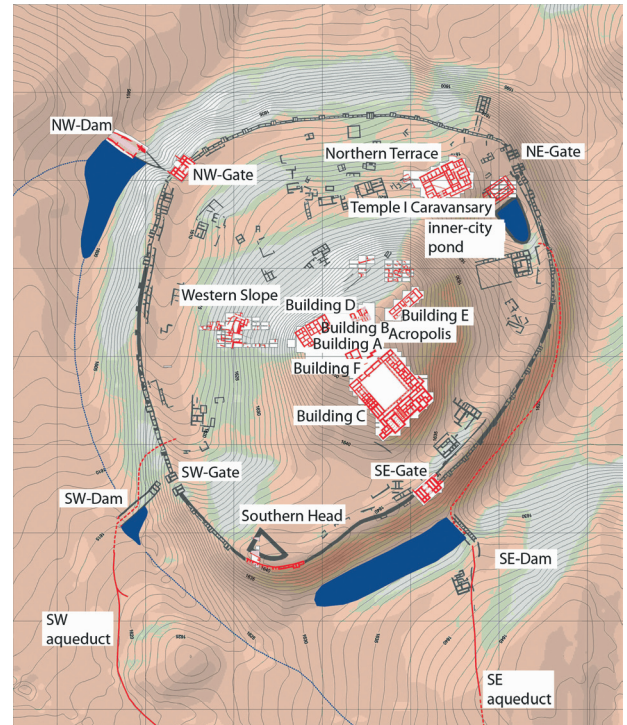 NW-Dam
NW-Gate
Northern Terrace
NE-Gate
Temple I Caravansary
inner-city
pond
Western Slope
Building D
Building E
Building B
Acropolis
Building A
Building F
Building C
SW-Gate
SE-Gate
SW-Dam
Southern Head
SE-Dam
SW
aqueduct
SE
aqueduct